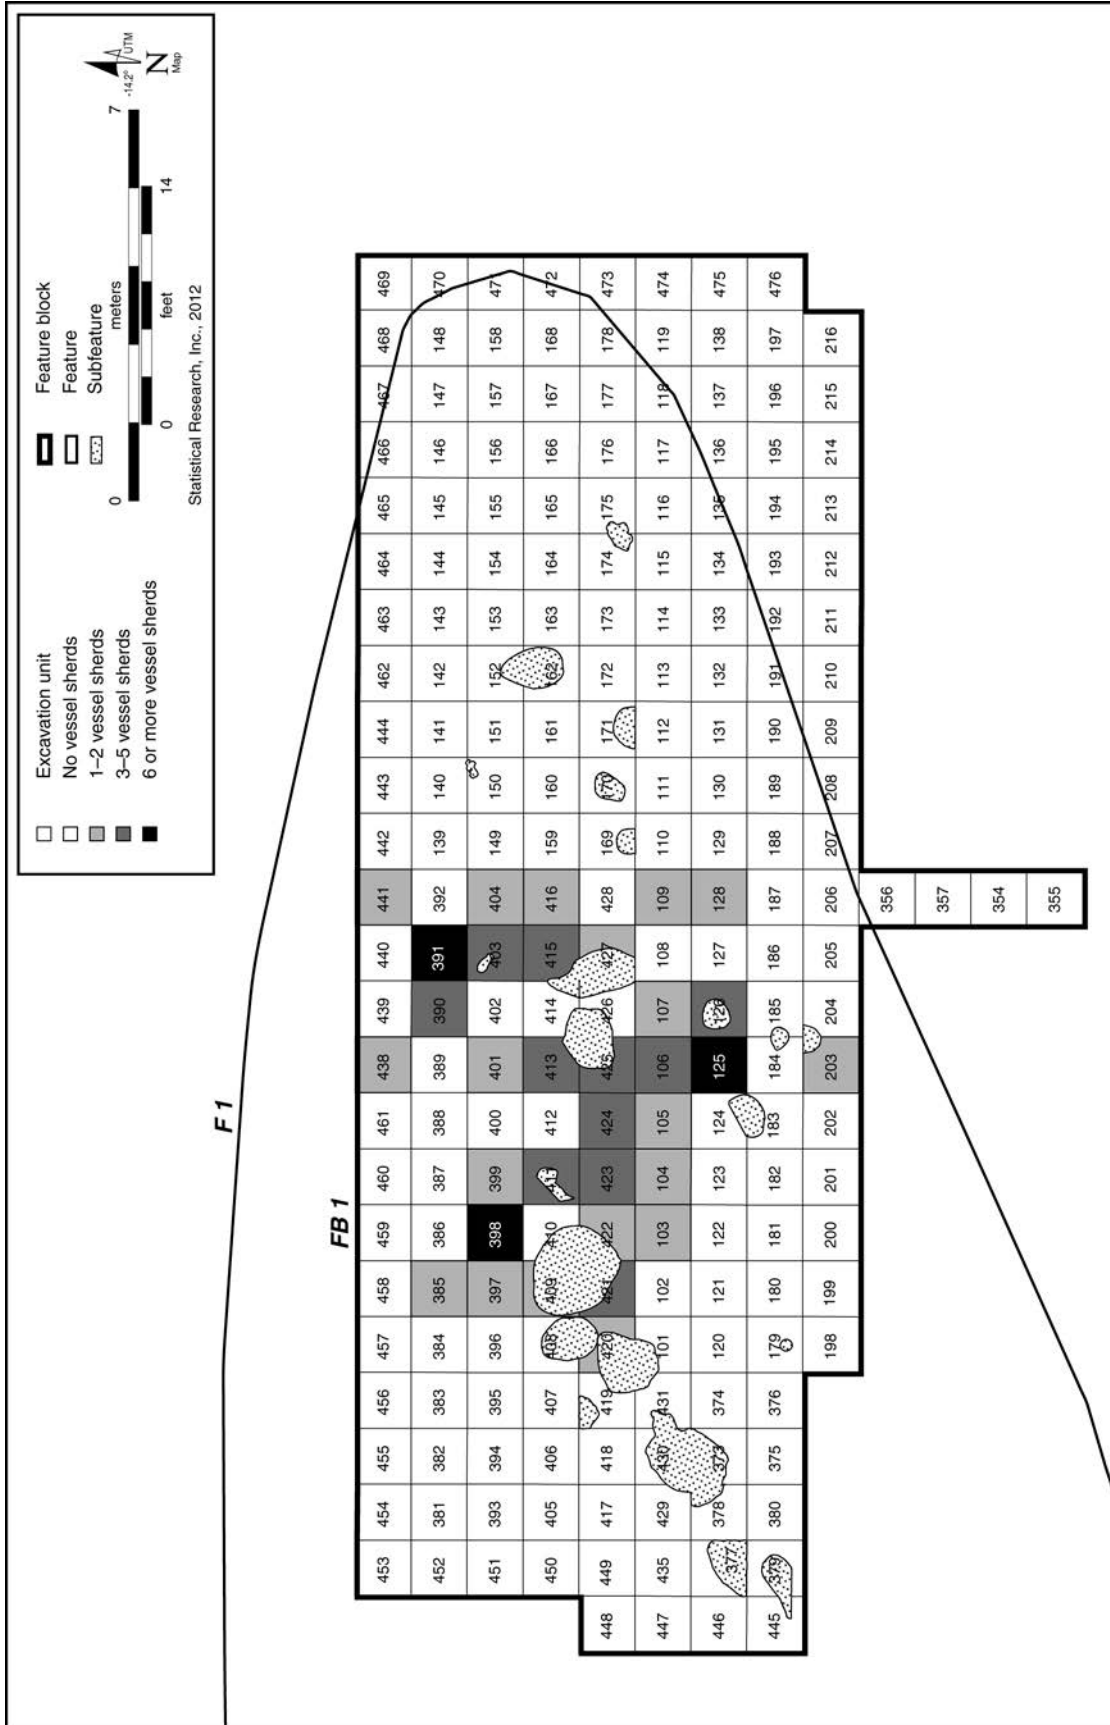 Excavation unit
No vessel sherds
1–2 vessel sherds
3–5 vessel sherds
6 or more vessel sherds
Feature block
Feature
Subfeature
0 meters 7
0 feet 14
Statistical Research, Inc., 2012
-14.2°
UTM
N
Map
F 1
FB 1
453 454 455 456 457 458 459 460 461 438 439 440 441 442 443 444 462 463 464 465 466 467 468 469
452 381 382 383 384 385 386 387 388 389 390 391 392 139 140 141 142 143 144 145 146 147 148 470
451 393 394 395 396 397 398 399 400 401 402 403 404 149 150 151 152 153 154 155 156 157 158 471
450 405 406 407 408 409 410 411 412 413 414 415 416 159 160 161 162 163 164 165 166 167 168 472
448 449 417 418 419 420 421 422 423 424 425 426 427 428 169 170 171 172 173 174 175 176 177 178 473
447 435 429 430 431 101 102 103 104 105 106 107 108 109 110 111 112 113 114 115 116 117 118 119 474
446 377 378 373 374 120 121 122 123 124 125 126 127 128 129 130 131 132 133 134 135 136 137 138 475
445 379 380 375 376 179 180 181 182 183 184 185 186 187 188 189 190 191 192 193 194 195 196 197 476
198 199 200 201 202 203 204 205 206 207 208 209 210 211 212 213 214 215 216
356
357
354
355